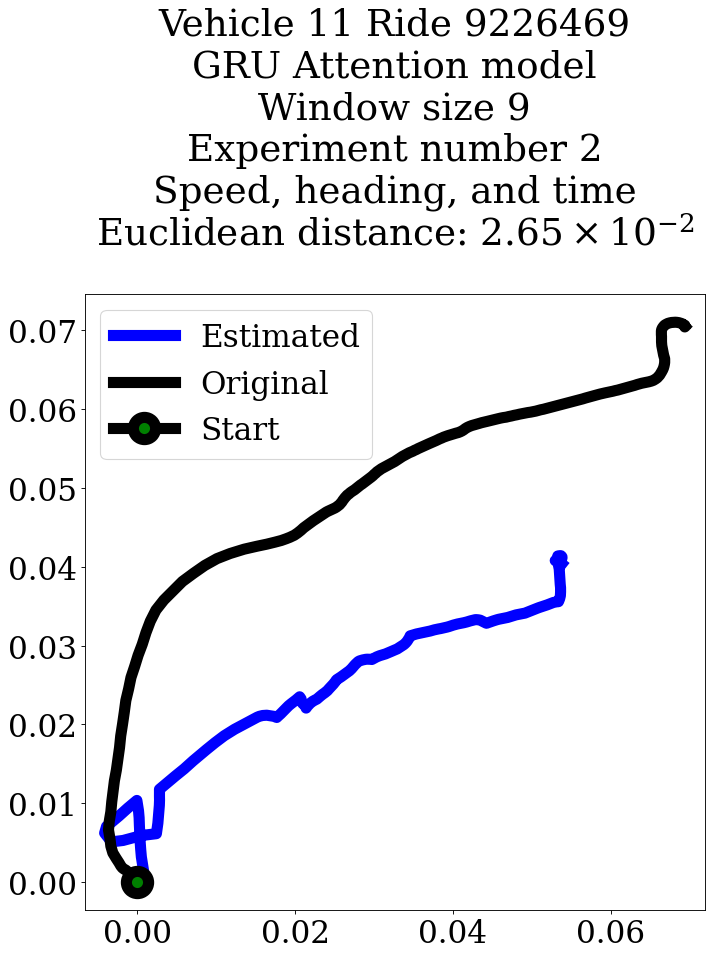 Vehicle 11 Ride 9226469
GRU Attention model
Window size 9
Experiment number 2
Speed, heading, and time
Euclidean distance: 2.65 × 10⁻²
Estimated
Original
Start
0.07
0.06
0.05
0.04
0.03
0.02
0.01
0.00
0.00 0.02 0.04 0.06